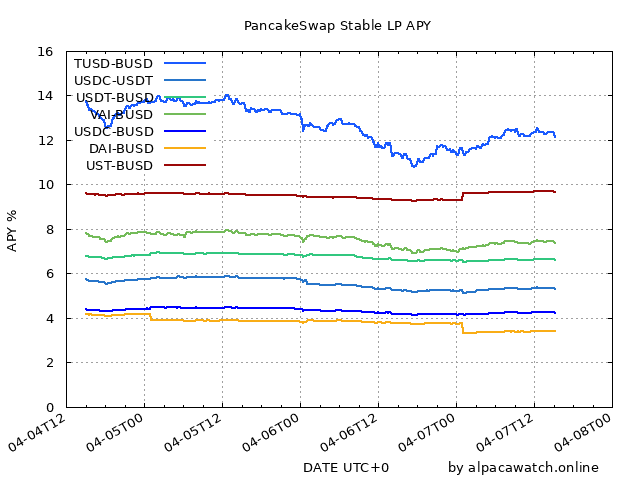 PancakeSwap Stable LP APY
16
14
12
10
8
6
4
2
0
APY %
TUSD-BUSD
USDC-USDT
USDT-BUSD
VAI-BUSD
USDC-BUSD
DAI-BUSD
UST-BUSD
04-04T12
04-05T00
04-05T12
04-06T00
04-06T12
04-07T00
04-07T12
04-08T00
DATE UTC+0
by alpacawatch.online